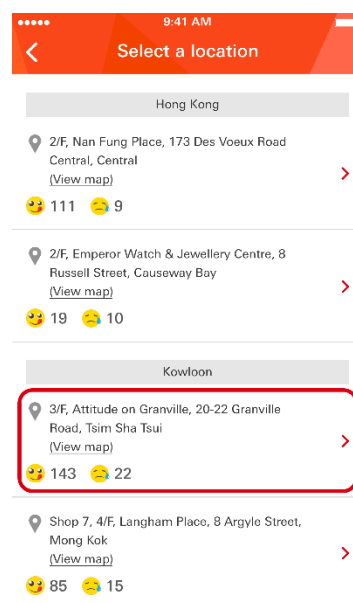 9:41 AM
Select a location
Hong Kong
2/F, Nan Fung Place, 173 Des Voeux Road
Central, Central
(View map)
111 9
2/F, Emperor Watch & Jewellery Centre, 8
Russell Street, Causeway Bay
(View map)
19 10
Kowloon
3/F, Attitude on Granville, 20-22 Granville
Road, Tsim Sha Tsui
(View map)
143 22
Shop 7, 4/F, Langham Place, 8 Argyle Street,
Mong Kok
(View map)
85 15